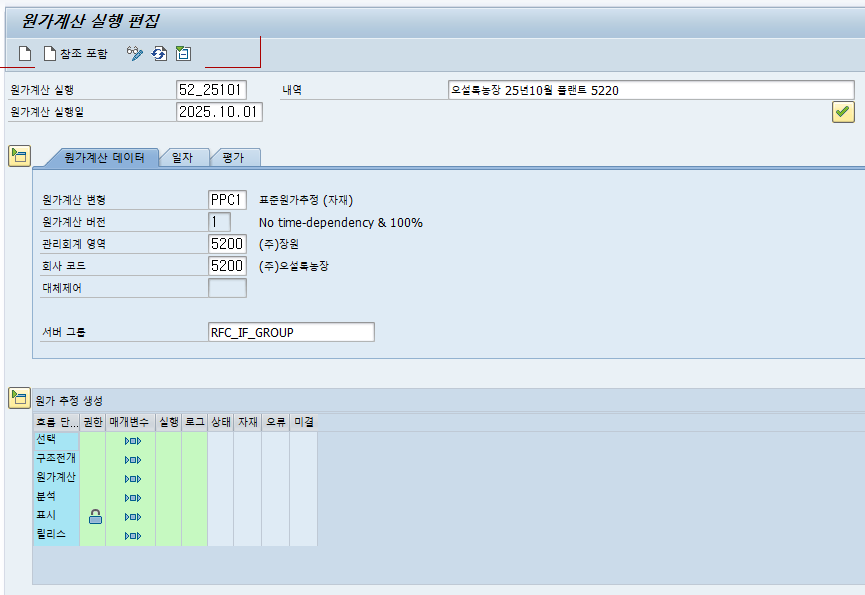 원가계산 실행 편집
참조 포함
원가계산 실행 52_25101 내역 오설록농장 25년10월 플랜트 5220
원가계산 실행일 2025.10.01
원가계산 데이터 일자 평가
원가계산 변형 PPC1 표준원가추정 (자재)
원가계산 버전 1 No time-dependency & 100%
관리회계 영역 5200 (주)장원
회사 코드 5200 (주)오설록농장
대체제어
서버 그룹 RFC_IF_GROUP
원가 추정 생성
흐름 단... 권한 매개변수 실행 로그 상태 자재 오류 미결
선택
구조전개
원가계산
분석
표시
릴리스